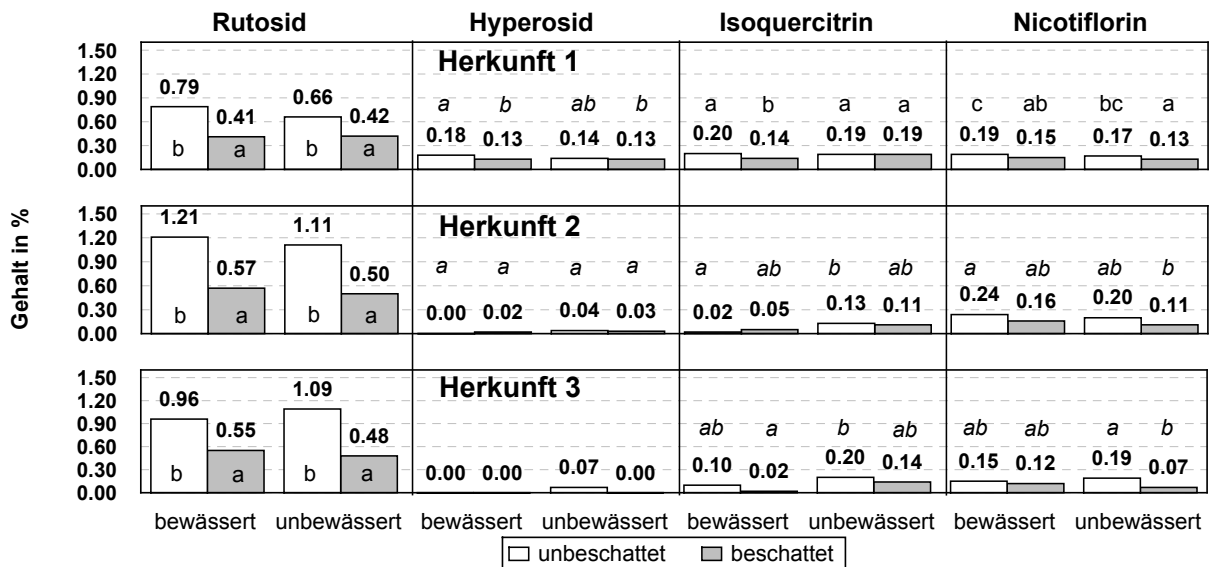 Rutosid Hyperosid Isoquercitrin Nicotiflorin
Gehalt in %
Herkunft 1
1.50
1.20
0.90
0.60
0.30
0.00
0.79 0.41 0.66 0.42
b a b a
a b ab b
0.18 0.13 0.14 0.13
a b a a
0.20 0.14 0.19 0.19
c ab bc a
0.19 0.15 0.17 0.13
Herkunft 2
1.50
1.20
0.90
0.60
0.30
0.00
1.21 0.57 1.11 0.50
b a b a
a a a a
0.00 0.02 0.04 0.03
a ab b ab
0.02 0.05 0.13 0.11
a ab ab b
0.24 0.16 0.20 0.11
Herkunft 3
1.50
1.20
0.90
0.60
0.30
0.00
0.96 0.55 1.09 0.48
b a b a
0.00 0.00 0.07 0.00
ab a b ab
0.10 0.02 0.20 0.14
ab ab a b
0.15 0.12 0.19 0.07
bewässert unbewässert bewässert unbewässert bewässert unbewässert bewässert unbewässert
unbeschattet beschattet